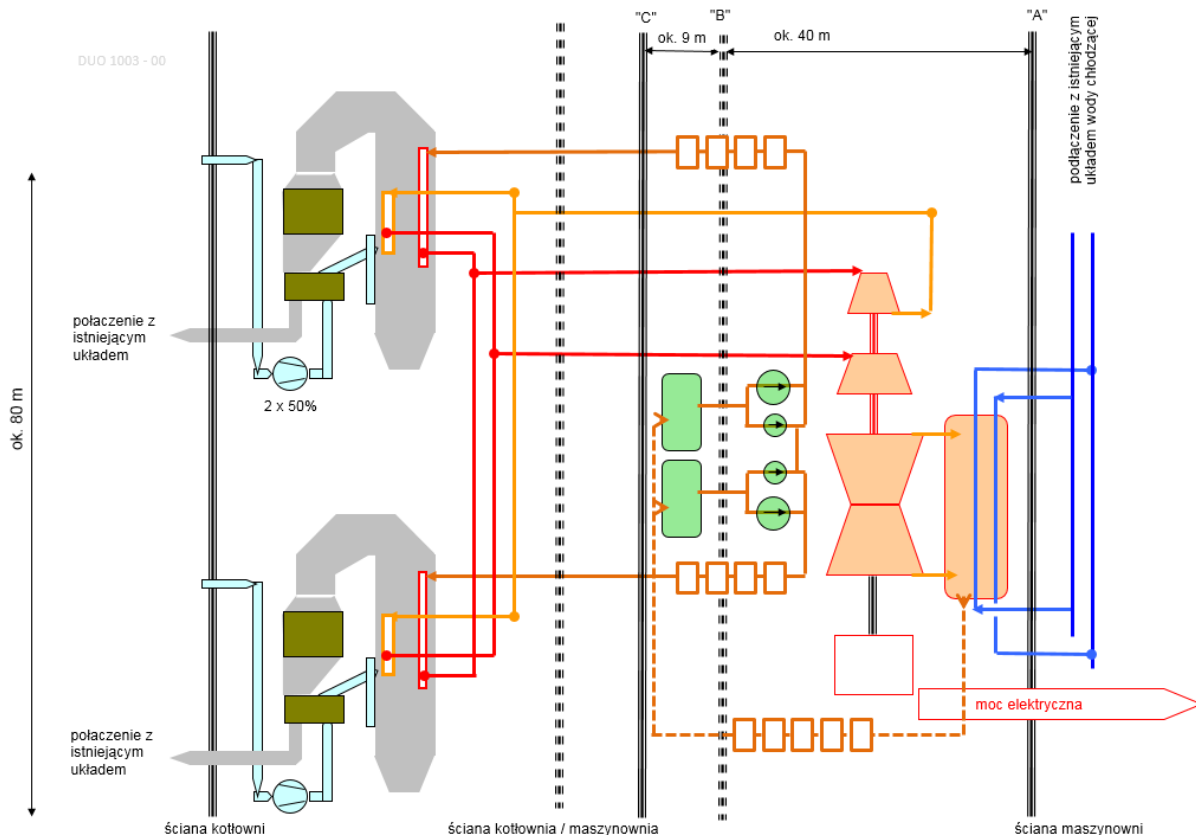 "C"
"B"
"A"
ok. 9 m
ok. 40 m
DUO 1003 - 00
podłączenie z istniejącym
układem wody chłodzącej
połaczenie z
istniejącym
układem
2 x 50%
ok. 80 m
połaczenie z
istniejącym
układem
moc elektryczna
ściana kotłowni
ściana kotłownia / maszynownia
ściana maszynowni